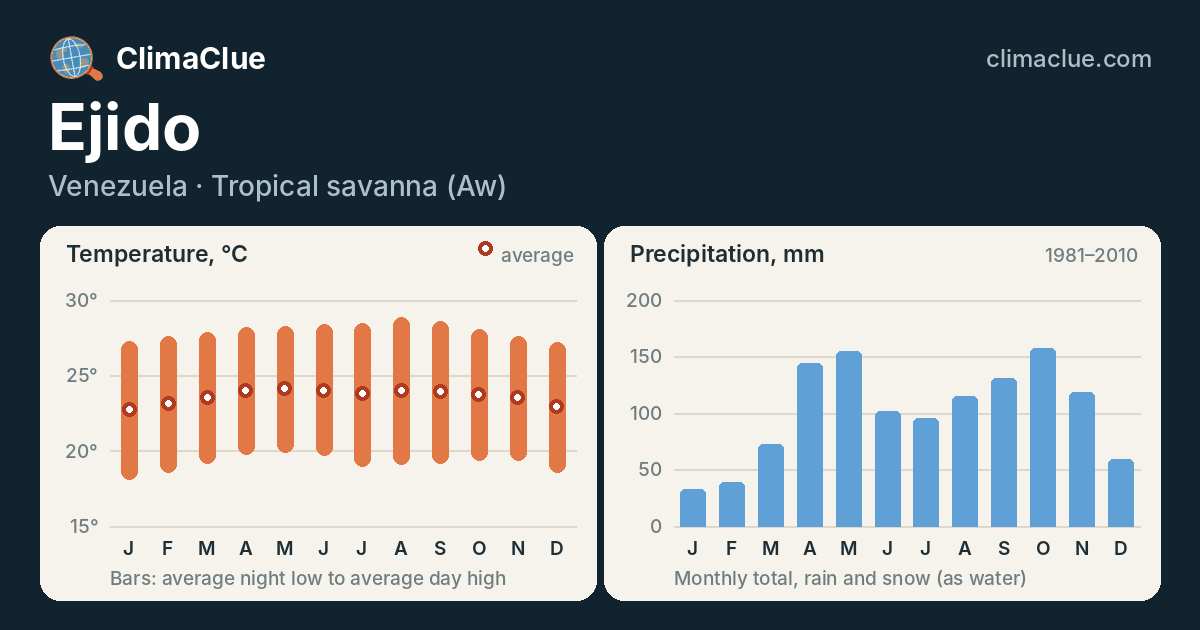 ClimaClue
climaclue.com
Ejido
Venezuela · Tropical savanna (Aw)
Temperature, °C
average
30°
25°
20°
15°
J F M A M J J A S O N D
Bars: average night low to average day high
Precipitation, mm
1981–2010
200
150
100
50
0
J F M A M J J A S O N D
Monthly total, rain and snow (as water)